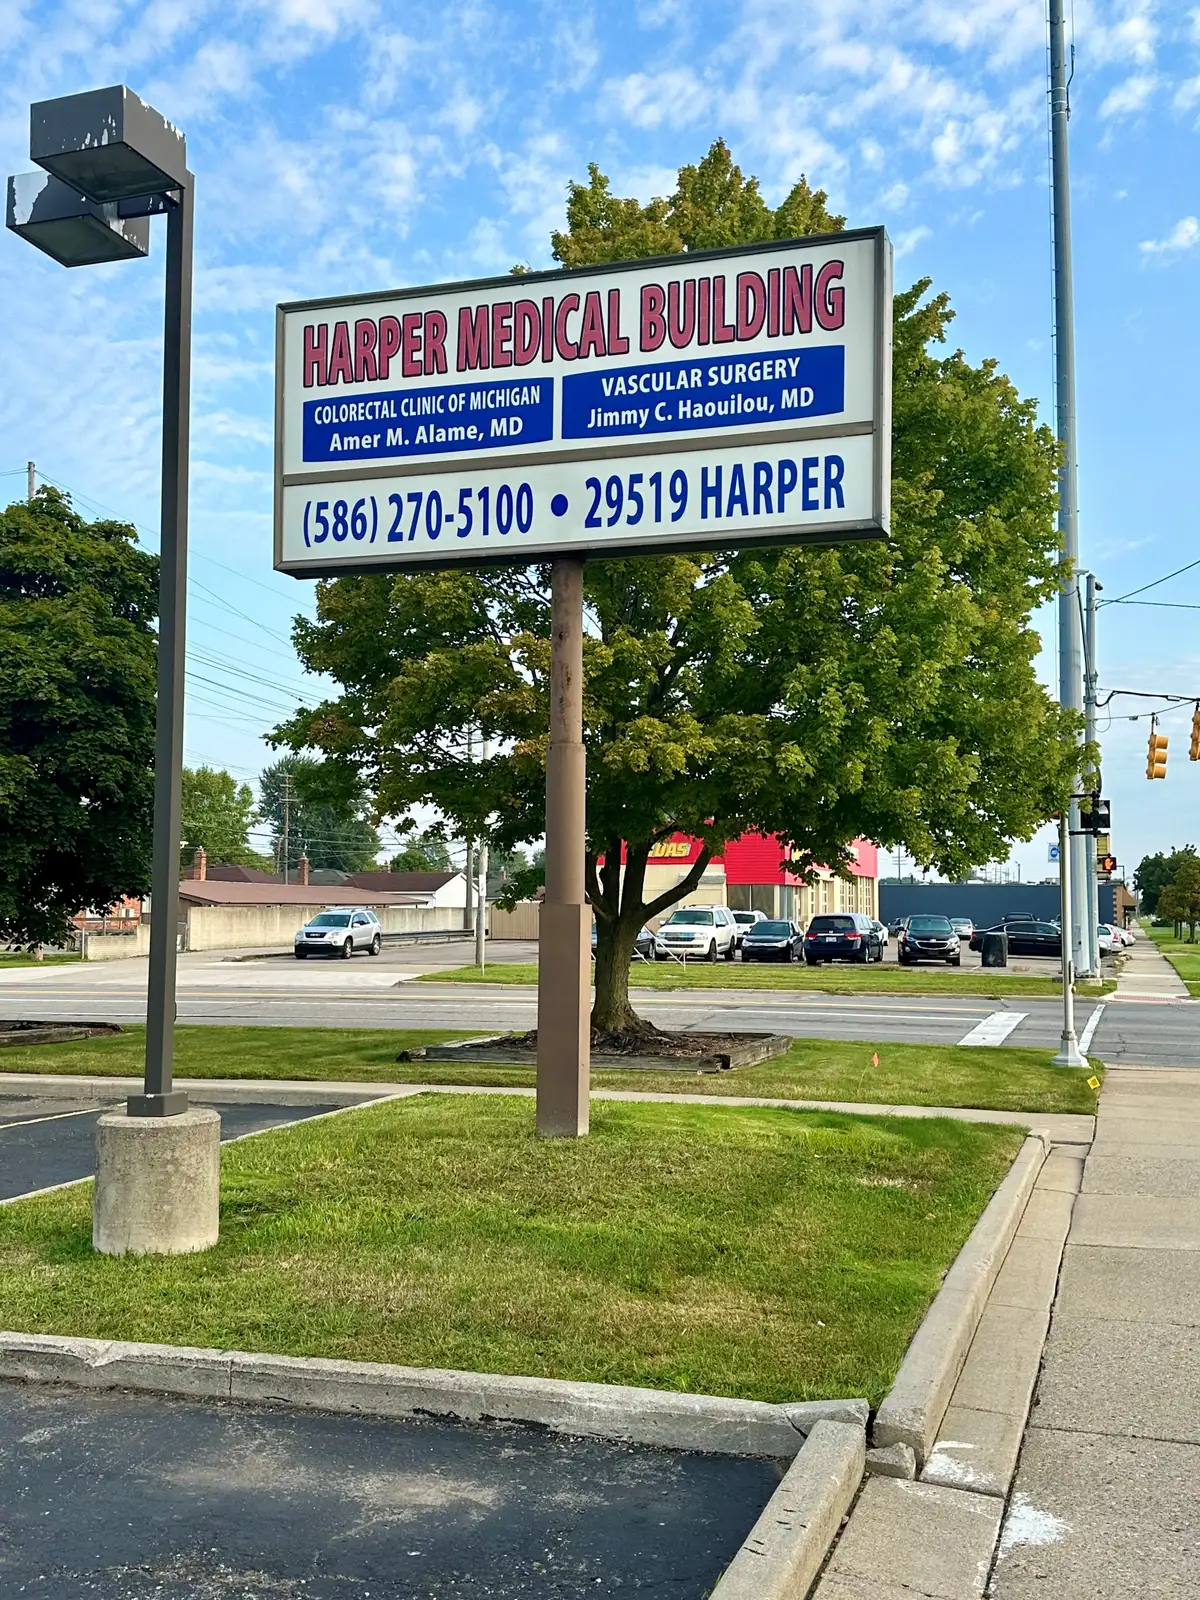 HARPER MEDICAL BUILDING
COLORECTAL CLINIC OF MICHIGAN
Amer M. Alame, MD
VASCULAR SURGERY
Jimmy C. Haouilou, MD
(586) 270-5100 • 29519 HARPER